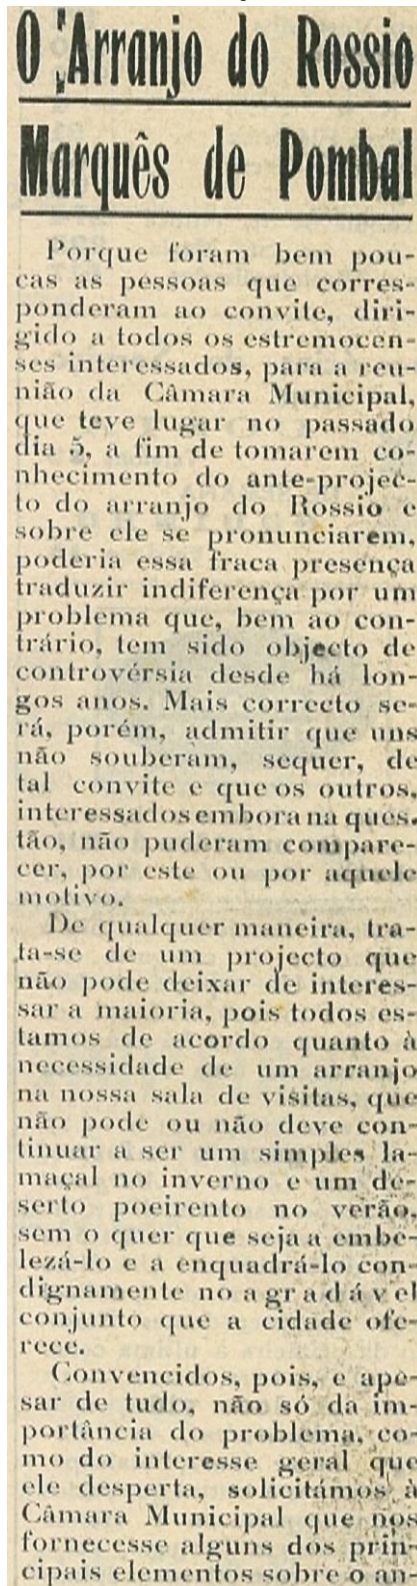 O Arranjo do Rossio
Marquês de Pombal
Porque foram bem pou-
cas as pessoas que corres-
ponderam ao convite, diri-
gido a todos os estremocen-
ses interessados, para a reu-
nião da Câmara Municipal,
que teve lugar no passado
dia 5, a fim de tomarem co-
nhecimento do ante-projec-
to do arranjo do Rossio e
sobre ele se pronunciarem,
poderia essa fraca presença
traduzir indiferença por um
problema que, bem ao con-
trário, tem sido objecto de
controvérsia desde há lon-
gos anos. Mais correcto se-
rá, porém, admitir que uns
não souberam, sequer, de
tal convite e que os outros,
interessados embora na ques-
tão, não puderam compare-
cer, por este ou por aquele
motivo.
De qualquer maneira, tra-
ta-se de um projecto que
não pode deixar de interes-
sar a maioria, pois todos es-
tamos de acordo quanto à
necessidade de um arranjo
na nossa sala de visitas, que
não pode ou não deve con-
tinuar a ser um simples la-
maçal no inverno e um de-
serto poeirento no verão,
sem o quer que seja a embe-
lezá-lo e a enquadrá-lo con-
dignamente no agradável
conjunto que a cidade ofe-
rece.
Convencidos, pois, e ape-
sar de tudo, não só da im-
portância do problema, co-
mo do interesse geral que
ele desperta, solicitámos à
Câmara Municipal que nos
fornecesse alguns dos prin-
cipais elementos sobre o an-